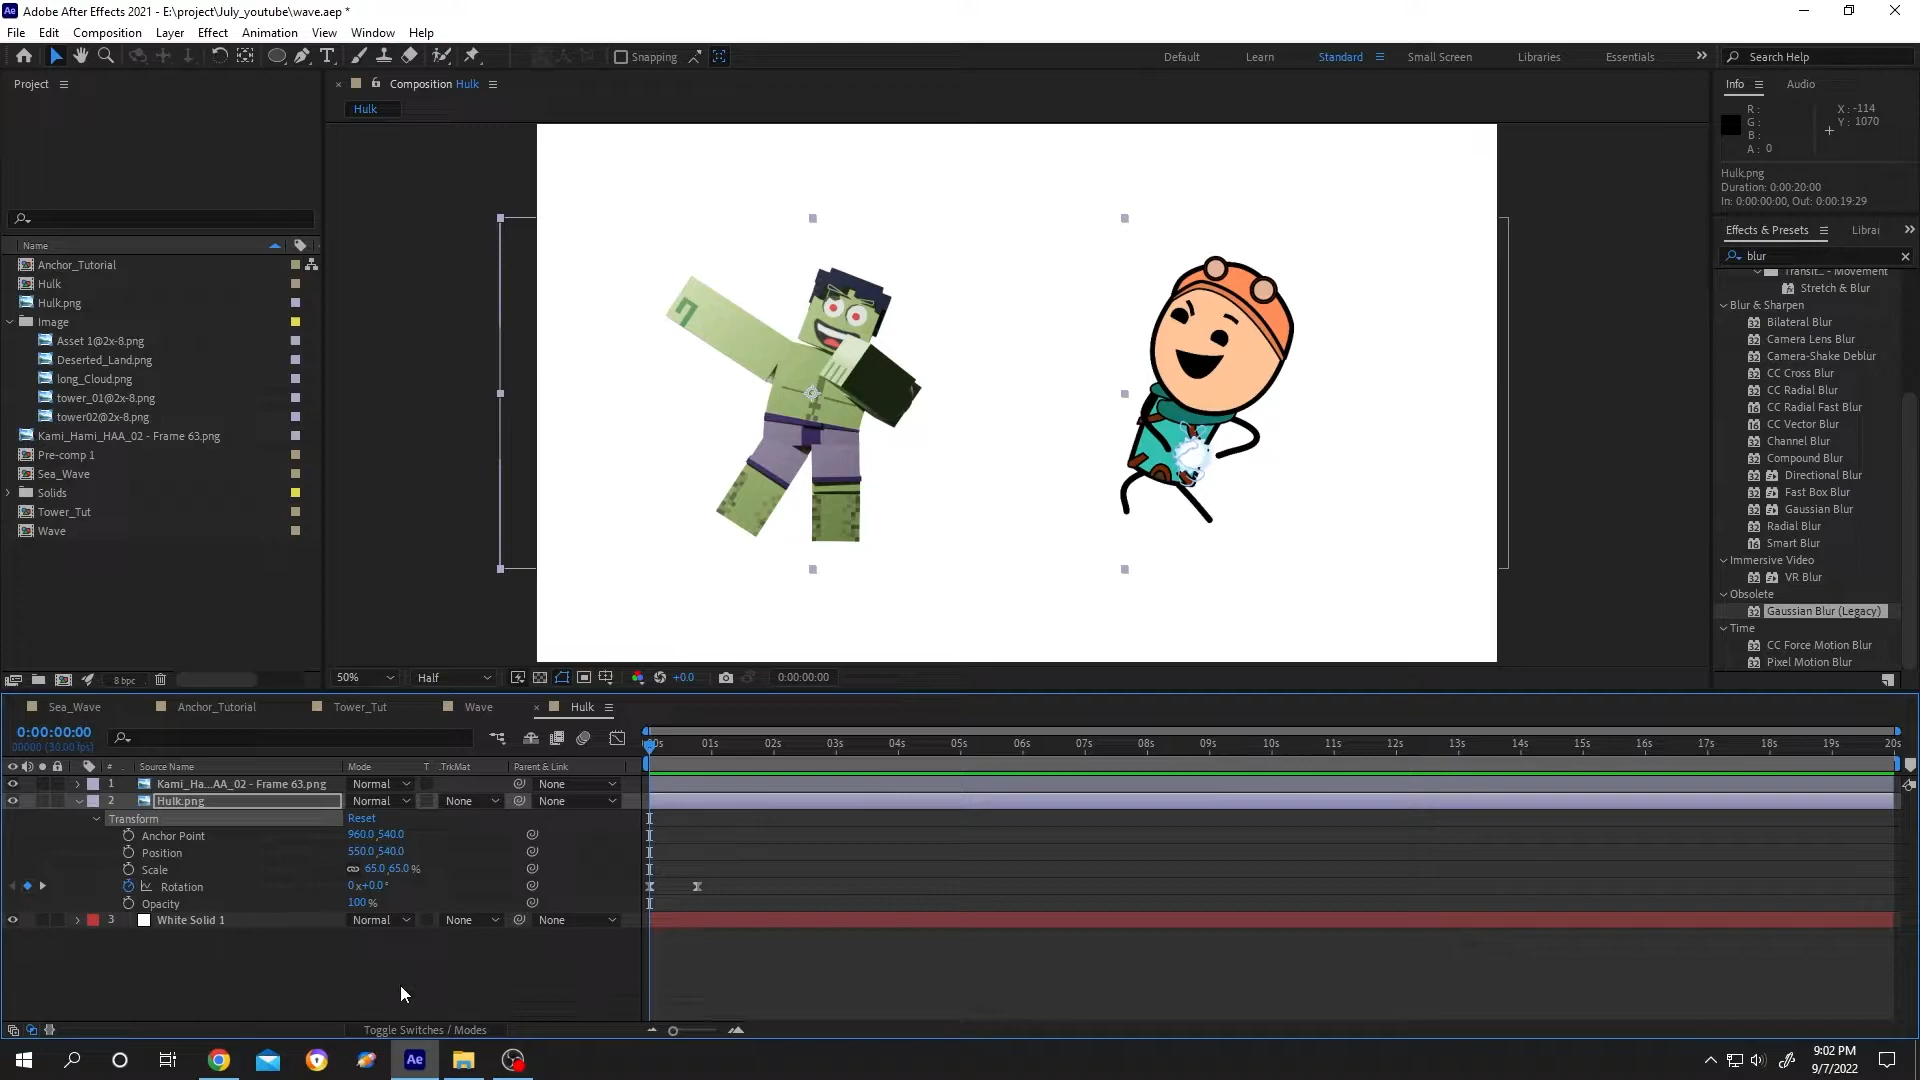 Ae Adobe After Effects 2021 - E:\project\July_youtube\wave.aep *
File Edit Composition Layer Effect Animation View Window Help
Snapping Default Learn Standard Small Screen Libraries Essentials Search Help
Project
Composition Hulk
Hulk
Name
Anchor_Tutorial
Hulk
Hulk.png
Image
Asset 1@2x-8.png
Deserted_Land.png
long_Cloud.png
tower_01@2x-8.png
tower02@2x-8.png
Kami_Hami_HAA_02 - Frame 63.png
Pre-comp 1
Sea_Wave
Solids
Tower_Tut
Wave
8 bpc
50% Half +0.0 0:00:00:00
Info Audio
R :
G :
B :
A : 0
X : -114
Y : 1070
Hulk.png
Duration: 0:00:20:00
In: 0:00:00:00, Out: 0:00:19:29
Effects & Presets Librai
blur
Transit... - Movement
Stretch & Blur
Blur & Sharpen
Bilateral Blur
Camera Lens Blur
Camera-Shake Deblur
CC Cross Blur
CC Radial Blur
CC Radial Fast Blur
CC Vector Blur
Channel Blur
Compound Blur
Directional Blur
Fast Box Blur
Gaussian Blur
Radial Blur
Smart Blur
Immersive Video
VR Blur
Obsolete
Gaussian Blur (Legacy)
Time
CC Force Motion Blur
Pixel Motion Blur
Sea_Wave Anchor_Tutorial Tower_Tut Wave Hulk
0:00:00:00
00000 (30.00 fps)
01s 02s 03s 04s 05s 06s 07s 08s 09s 10s 11s 12s 13s 14s 15s 16s 17s 18s 19s 20s
# Source Name Mode T .TrkMat Parent & Link
1 Kami_Ha...AA_02 - Frame 63.png Normal None
2 Hulk.png Normal None None
Transform Reset
Anchor Point 960.0 ,540.0
Position 550.0 ,540.0
Scale 65.0 ,65.0 %
Rotation 0 x+0.0 °
Opacity 100 %
3 White Solid 1 Normal None None
Toggle Switches / Modes
Ae
9:02 PM
9/7/2022